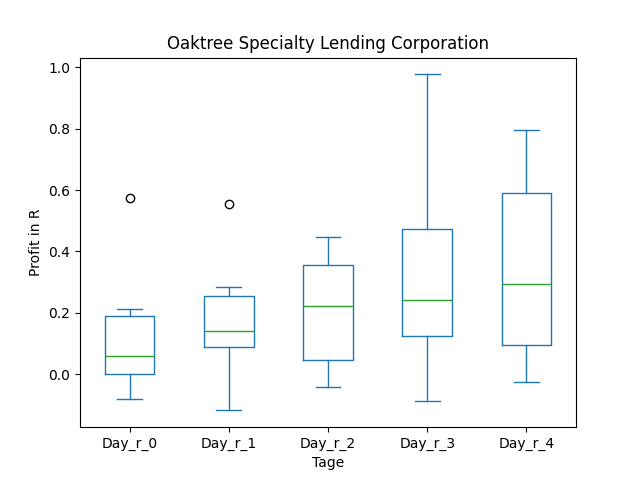 Oaktree Specialty Lending Corporation
1.0
0.8
0.6
0.4
0.2
0.0
Profit in R
Day_r_0 Day_r_1 Day_r_2 Day_r_3 Day_r_4
Tage